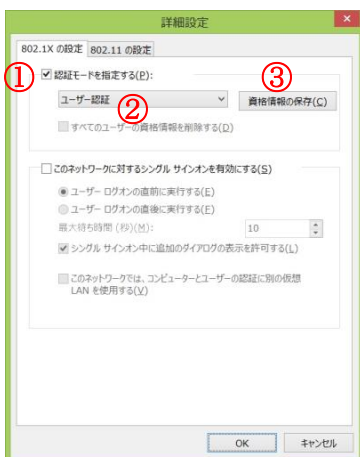 詳細設定
802.1X の設定 802.11 の設定
① ☑ 認証モードを指定する(P):
ユーザー認証 ② ③ 資格情報の保存(C)
すべてのユーザーの資格情報を削除する(D)
このネットワークに対するシングル サインオンを有効にする(S)
ユーザー ログオンの直前に実行する(E)
ユーザー ログオンの直後に実行する(F)
最大待ち時間 (秒)(M): 10
シングル サインオン中に追加のダイアログの表示を許可する(L)
このネットワークでは、コンピューターとユーザーの認証に別の仮想
LAN を使用する(V)
OK キャンセル